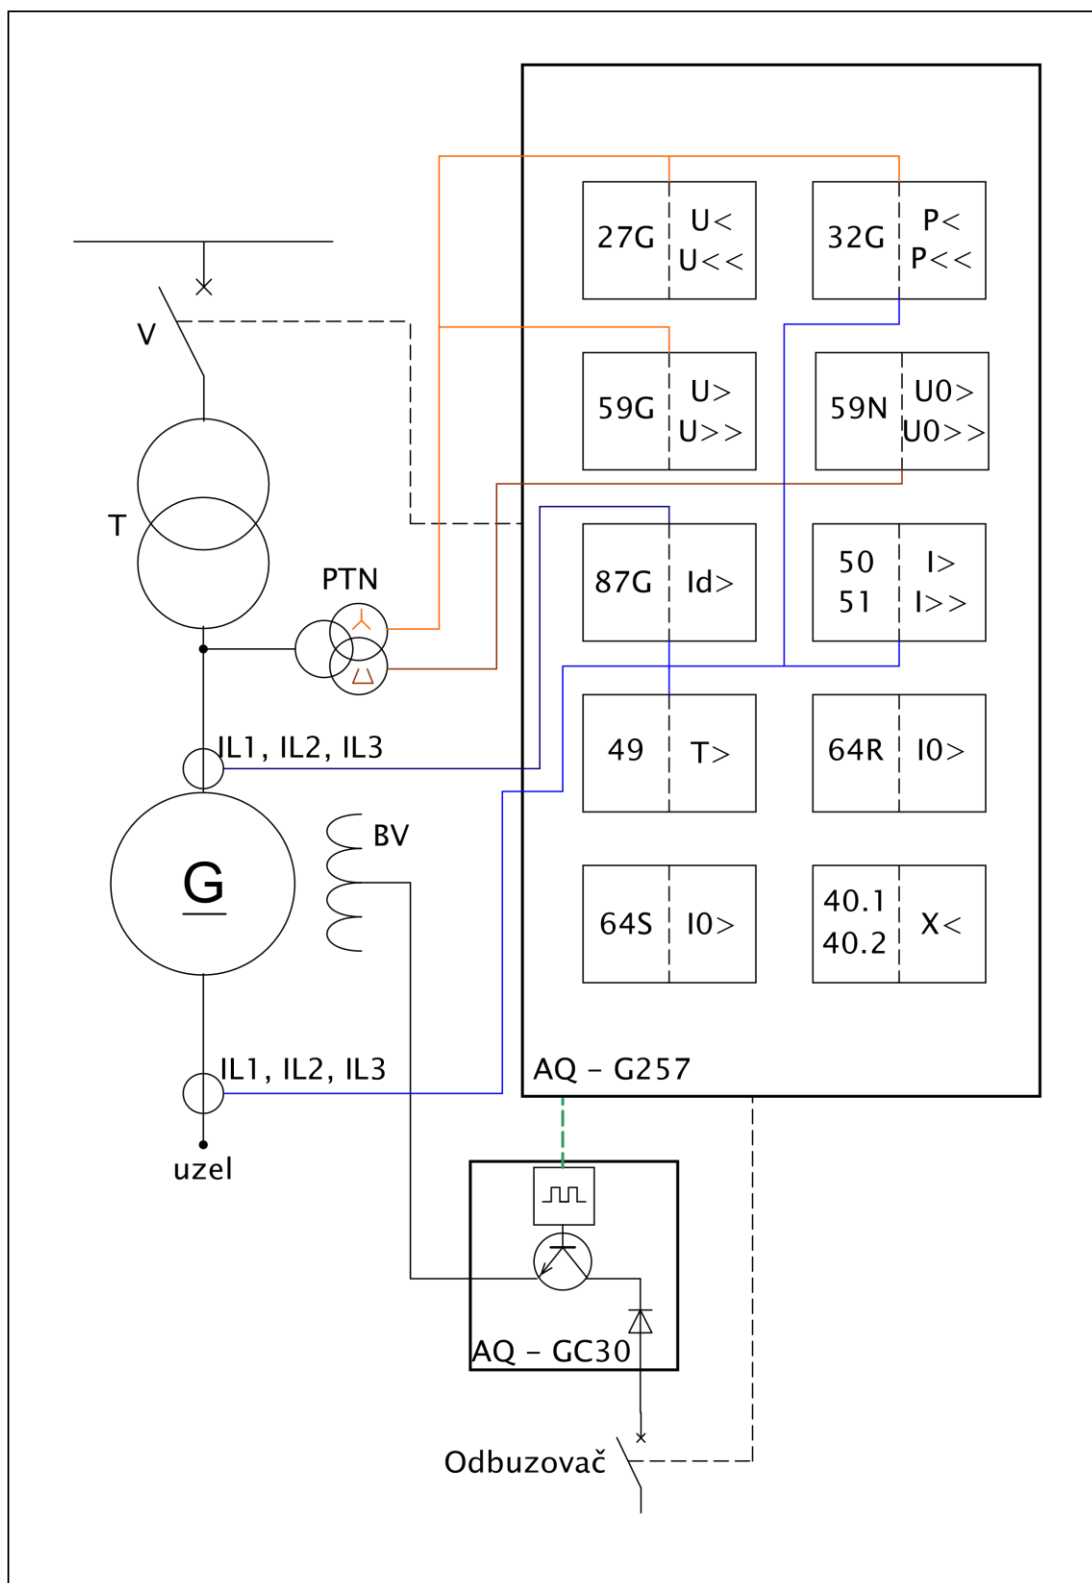 27G
U<
U<<
32G
P<
P<<
V
59G
U>
U>>
59N
U0>
U0>>
T
87G
Id>
50
51
I>
I>>
PTN
IL1, IL2, IL3
49
T>
64R
I0>
BV
G
64S
I0>
40.1
40.2
X<
AQ – G257
IL1, IL2, IL3
uzel
AQ – GC30
Odbuzovač